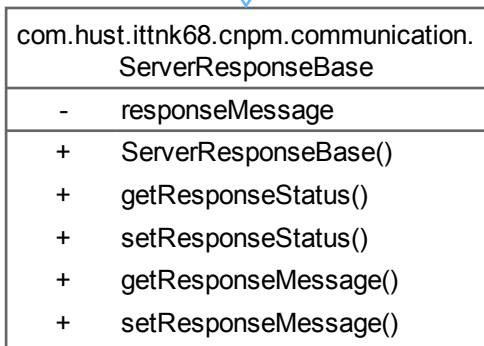 com.hust.ittnk68.cnpm.communication.
ServerResponseBase
- responseMessage
+ ServerResponseBase()
+ getResponseStatus()
+ setResponseStatus()
+ getResponseMessage()
+ setResponseMessage()